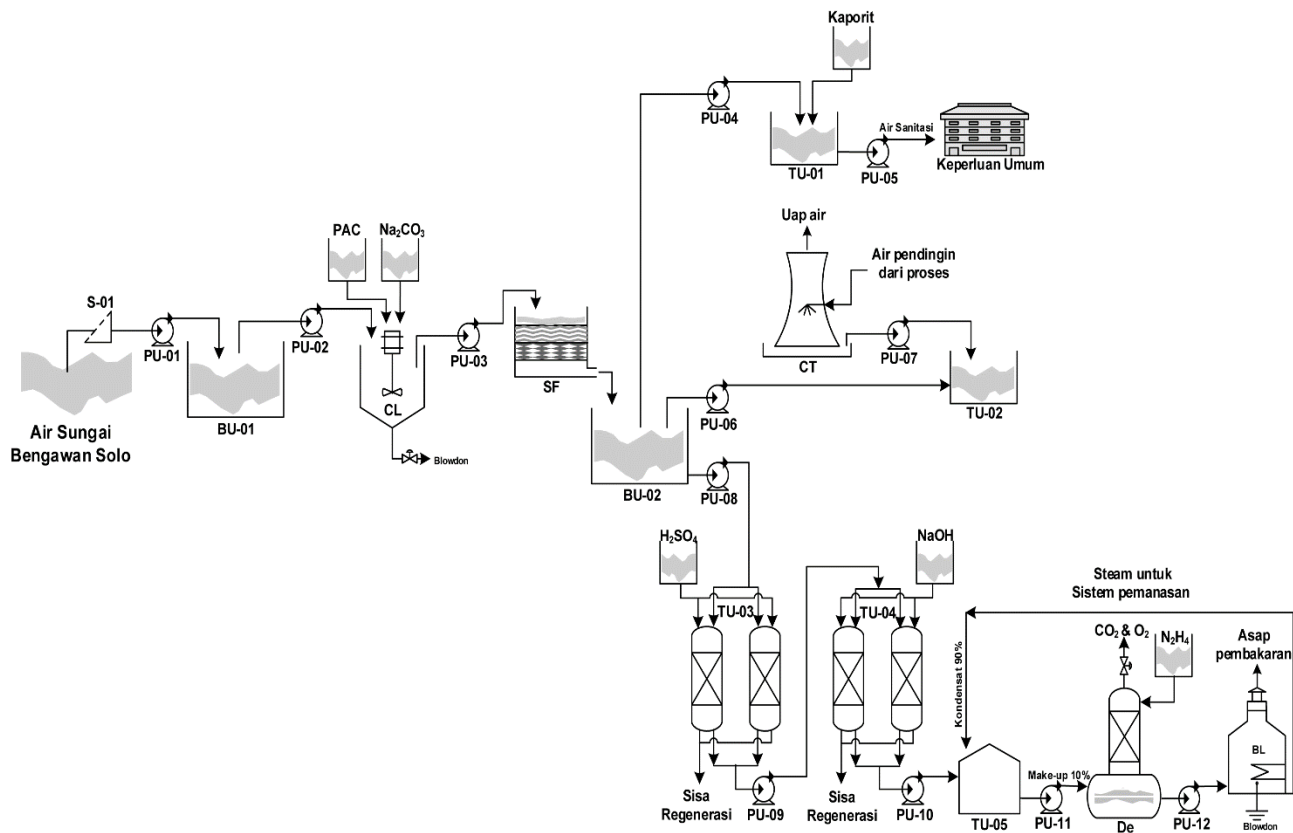 Kaporit
PU-04
Air Sanitasi
TU-01
PU-05
Keperluan Umum
Uap air
PAC
Na₂CO₃
Air pendingin
dari proses
S-01
PU-01
PU-02
PU-03
PU-07
CT
SF
CL
TU-02
BU-01
PU-06
Air Sungai
Bengawan Solo
Blowdon
BU-02
PU-08
H₂SO₄
NaOH
Steam untuk
Sistem pemanasan
TU-03
TU-04
CO₂ & O₂
N₂H₄
Asap
pembakaran
Kondensat 90%
BL
Sisa
Regenerasi
PU-09
Sisa
Regenerasi
PU-10
TU-05
Make-up 10%
PU-11
De
PU-12
Blowdon